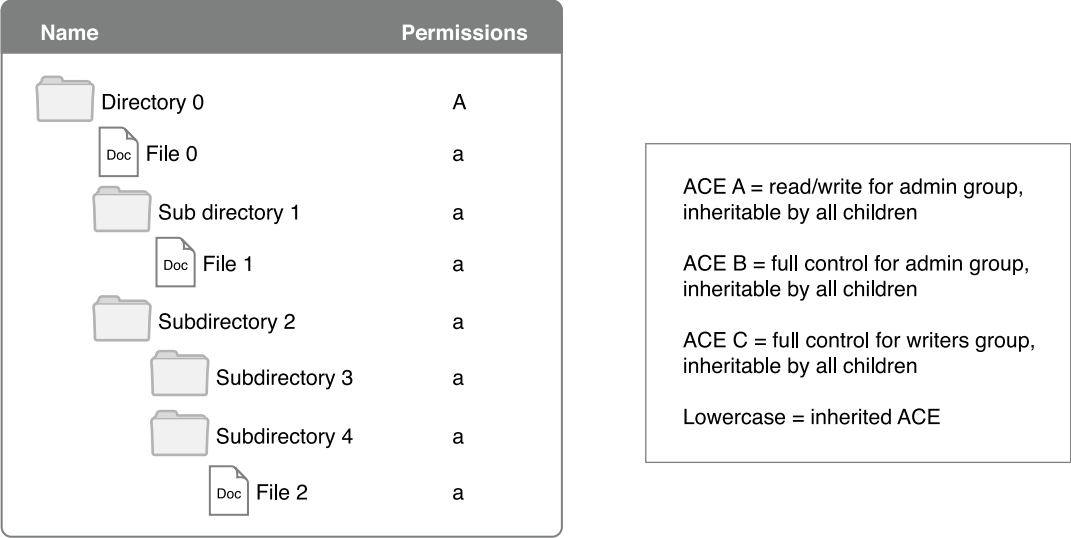 Name Permissions
Directory 0 A
Doc File 0 a
Sub directory 1 a
Doc File 1 a
Subdirectory 2 a
Subdirectory 3 a
Subdirectory 4 a
Doc File 2 a
ACE A = read/write for admin group,
inheritable by all children
ACE B = full control for admin group,
inheritable by all children
ACE C = full control for writers group,
inheritable by all children
Lowercase = inherited ACE